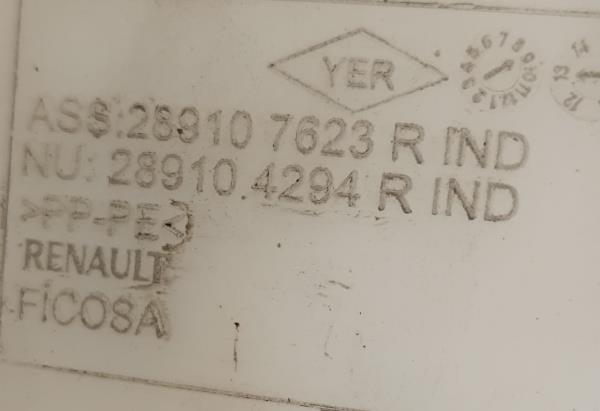 YER
ASS:28910 7623 R IND
NU: 28910.4294 R IND
>PP-PE<
RENAULT
FICOSA